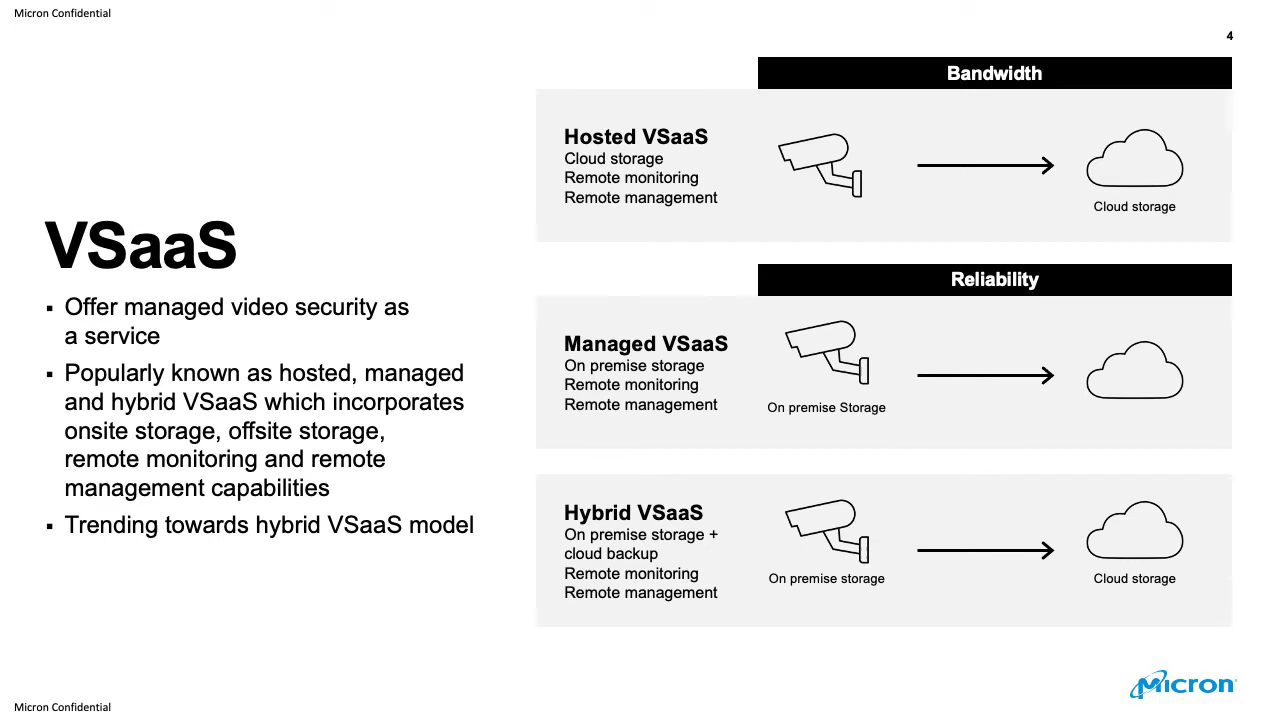 Micron Confidential
4
VSaaS
▪ Offer managed video security as
a service
▪ Popularly known as hosted, managed
and hybrid VSaaS which incorporates
onsite storage, offsite storage,
remote monitoring and remote
management capabilities
▪ Trending towards hybrid VSaaS model
Bandwidth
Hosted VSaaS
Cloud storage
Remote monitoring
Remote management
Cloud storage
Reliability
Managed VSaaS
On premise storage
Remote monitoring
Remote management
On premise Storage
Hybrid VSaaS
On premise storage +
cloud backup
Remote monitoring
Remote management
On premise storage
Cloud storage
Micron
Micron Confidential